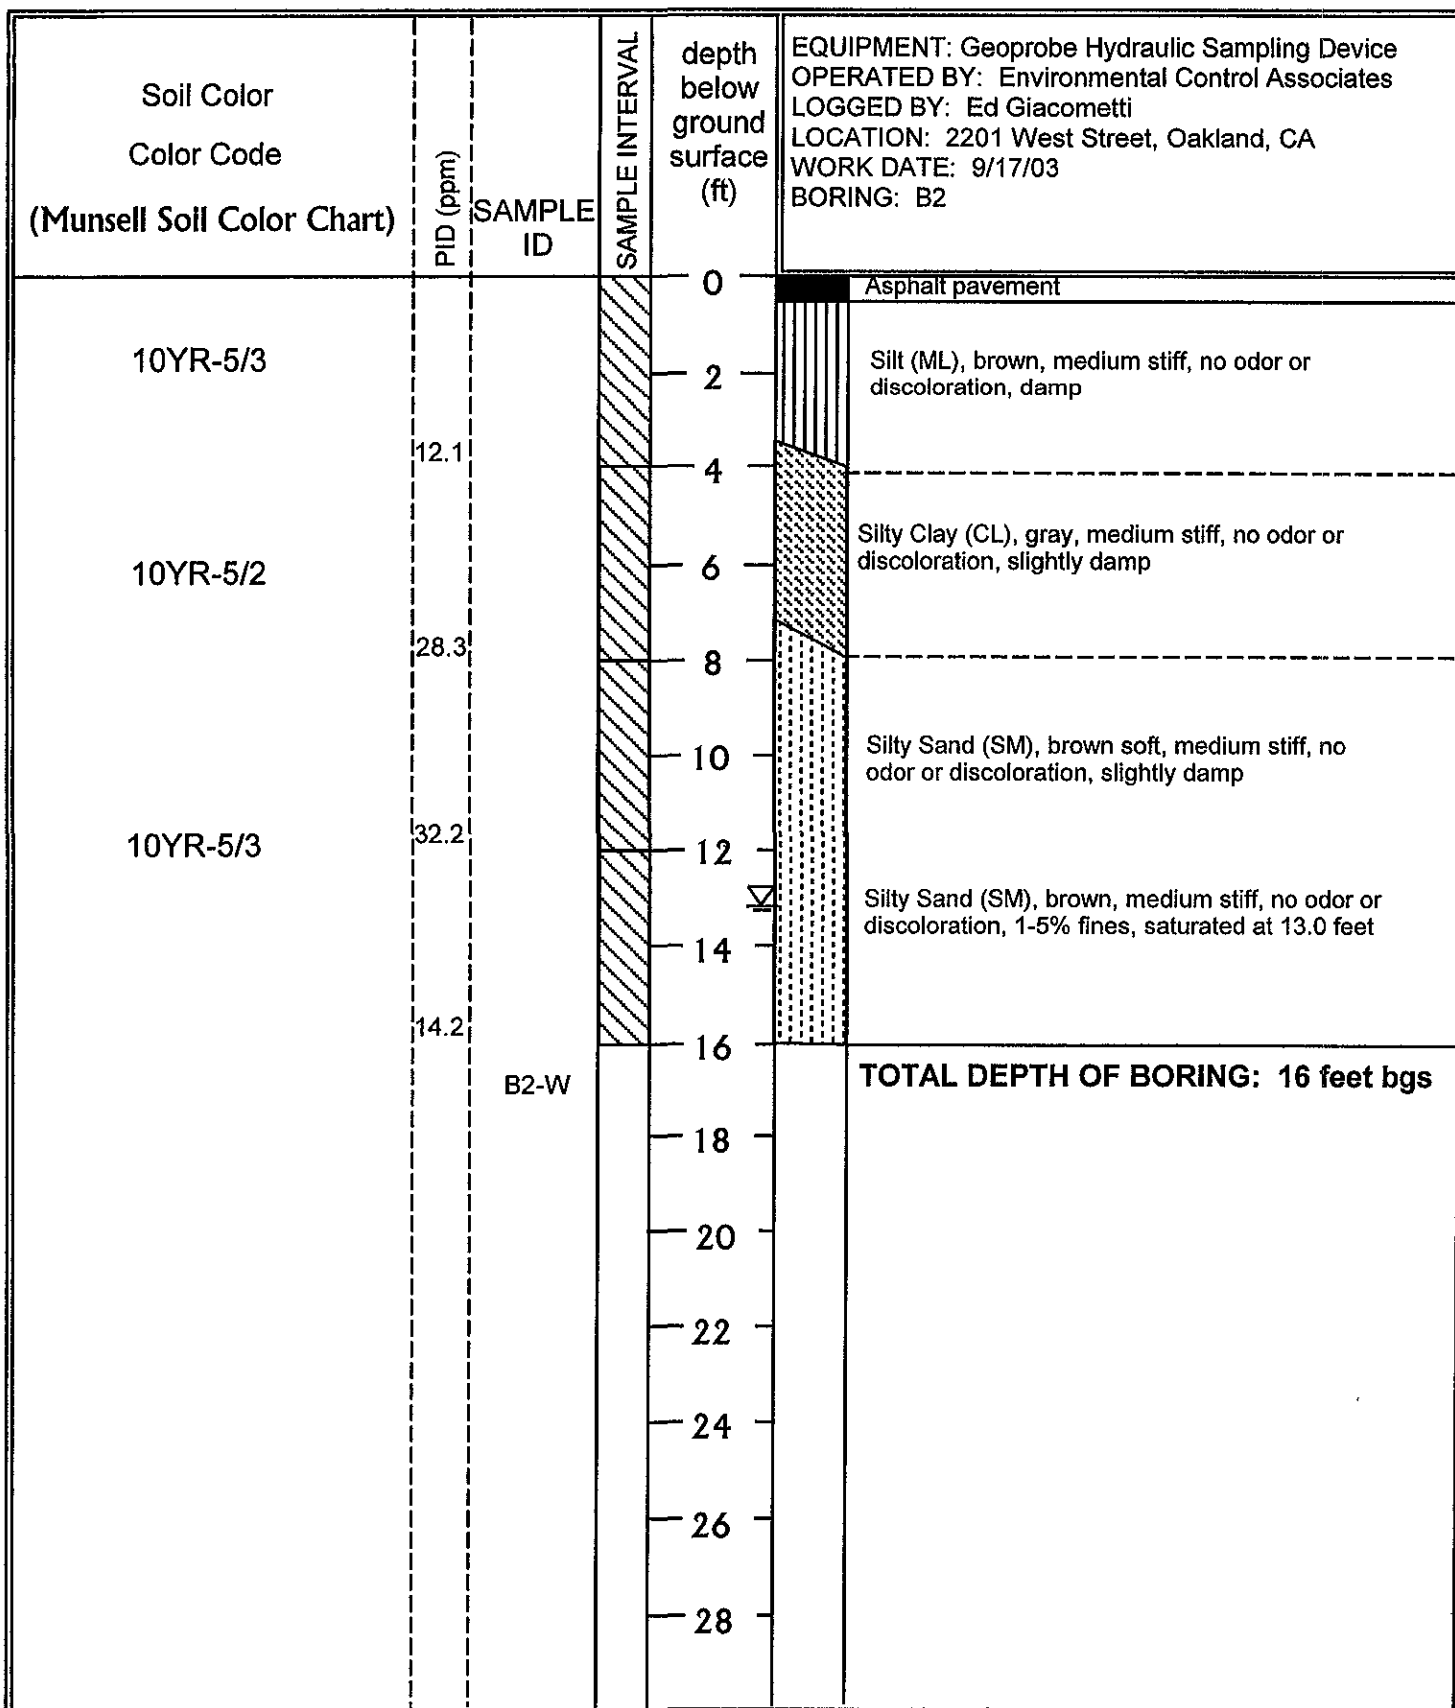 Soil Color
Color Code
(Munsell Soil Color Chart)
PID (ppm)
SAMPLE
ID
SAMPLE INTERVAL
depth
below
ground
surface
(ft)
EQUIPMENT: Geoprobe Hydraulic Sampling Device
OPERATED BY: Environmental Control Associates
LOGGED BY: Ed Giacometti
LOCATION: 2201 West Street, Oakland, CA
WORK DATE: 9/17/03
BORING: B2
0
Asphalt pavement
10YR-5/3
2
Silt (ML), brown, medium stiff, no odor or
discoloration, damp
12.1
4
10YR-5/2
6
Silty Clay (CL), gray, medium stiff, no odor or
discoloration, slightly damp
28.3
8
10
Silty Sand (SM), brown soft, medium stiff, no
odor or discoloration, slightly damp
10YR-5/3
32.2
12
Silty Sand (SM), brown, medium stiff, no odor or
discoloration, 1-5% fines, saturated at 13.0 feet
14
14.2
16
B2-W
TOTAL DEPTH OF BORING: 16 feet bgs
18
20
22
24
26
28